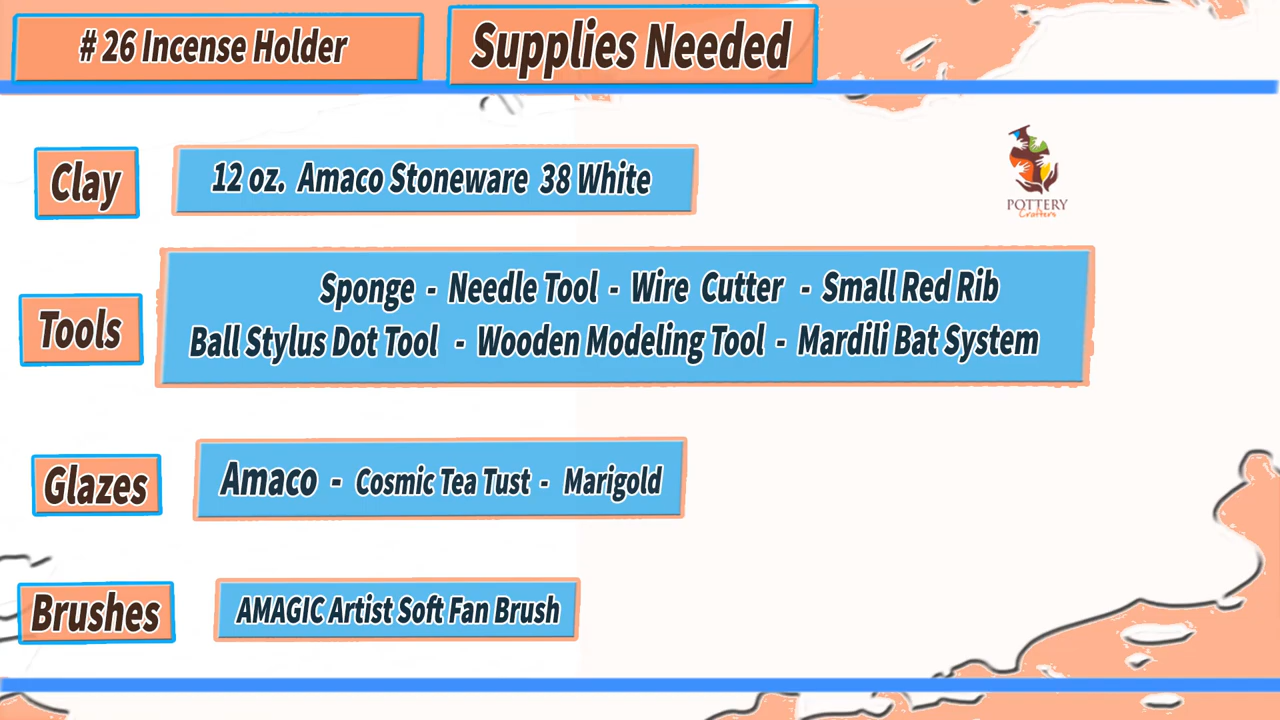 # 26 Incense Holder
Supplies Needed
Clay
12 oz. Amaco Stoneware 38 White
POTTERY
Crafters
Tools
Sponge - Needle Tool - Wire Cutter - Small Red Rib
Ball Stylus Dot Tool - Wooden Modeling Tool - Mardili Bat System
Glazes
Amaco - Cosmic Tea Tust - Marigold
Brushes
AMAGIC Artist Soft Fan Brush